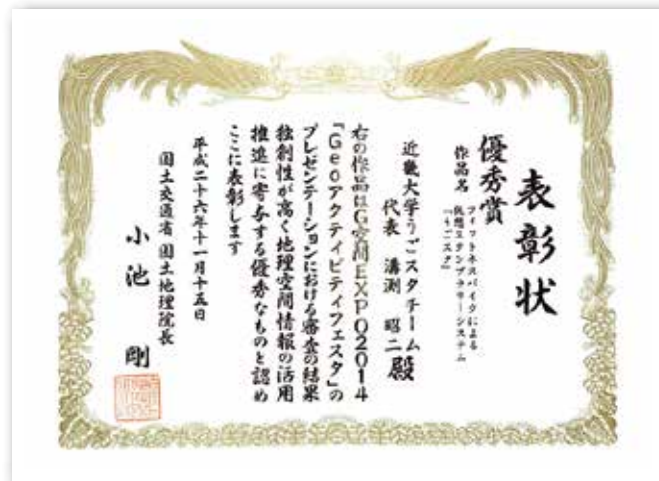 表彰状
優秀賞
作品名
フィットネスバイクによる
仮想スタンプラリーシステム
「うごスタ」
近畿大学うごスタチーム
代表 溝渕 昭二 殿
右の作品はG空間EXPO2014
「Geoアクティビティフェスタ」の
プレゼンテーションにおける審査の結果
独創性が高く地理空間情報の活用
推進に寄与する優秀なものと認め
ここに表彰します
平成二十六年十一月十五日
国土交通省 国土地理院長
小池 剛